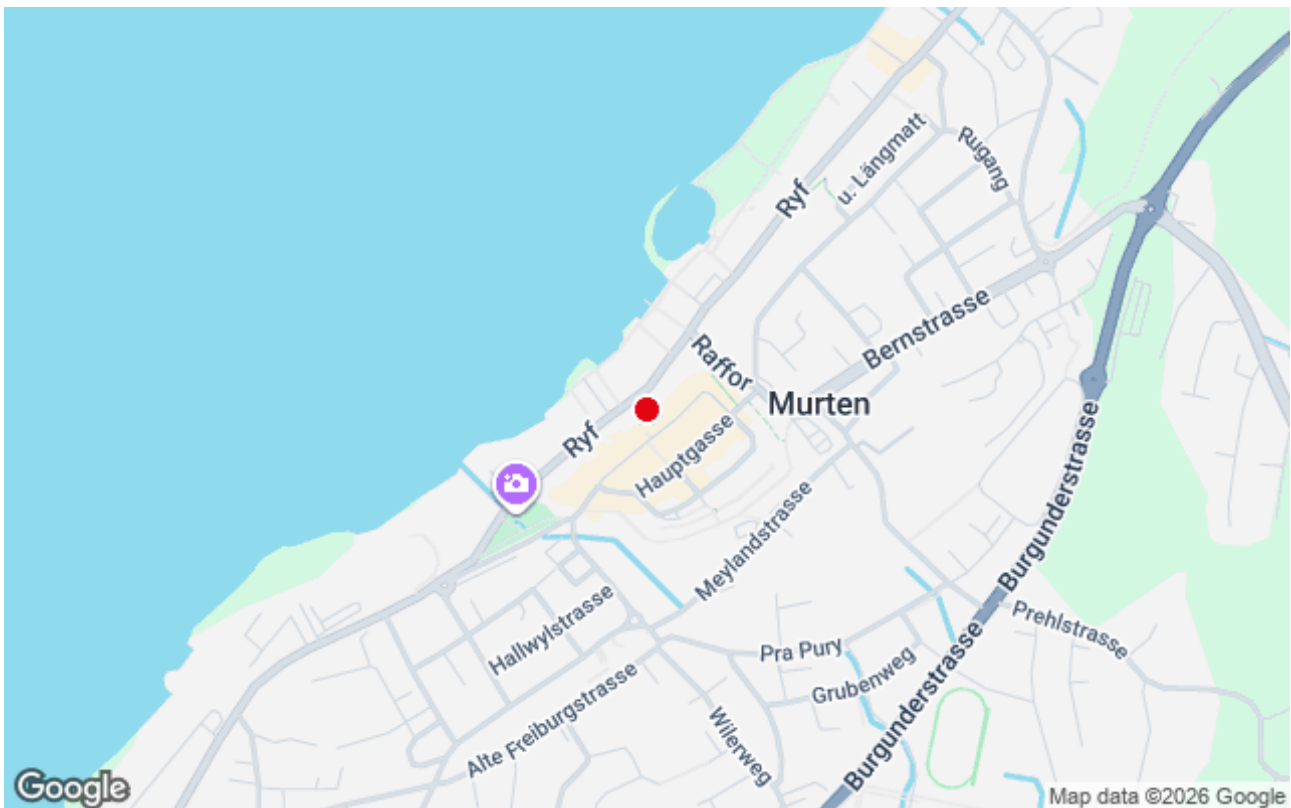 u. Längmatt
Rugang
Ryf
Raffor
Bernstrasse
Murten
Ryf
Hauptgasse
Burgunderstrasse
Meylandstrasse
Prehlstrasse
Hallwylstrasse
Pra Pury
Grubenweg
Burgunderstrasse
Alte Freiburgstrasse
Wilerweg
Google
Map data ©2026 Google